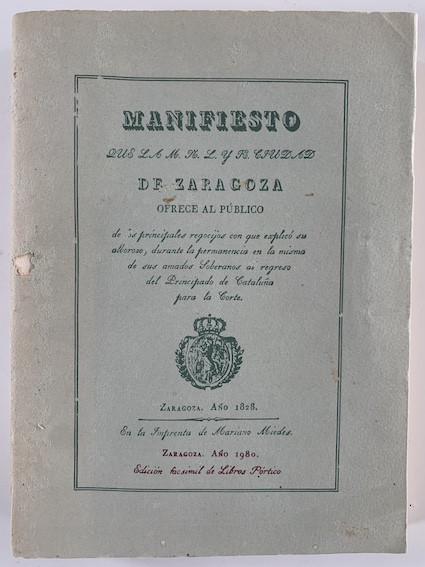 MANIFIESTO
QUE LA M. N. L. Y H. CIUDAD
DE ZARAGOZA
OFRECE AL PÚBLICO
de los principales regocijos con que explicó su
alborozo, durante la permanencia en la misma
de sus amados Soberanos al regreso
del Principado de Cataluña
para la Corte.
ZARAGOZA. AÑO 1828.
En la Imprenta de Mariano Miedes.
ZARAGOZA. AÑO 1980.
Edición facsimil de Libros Pórtico